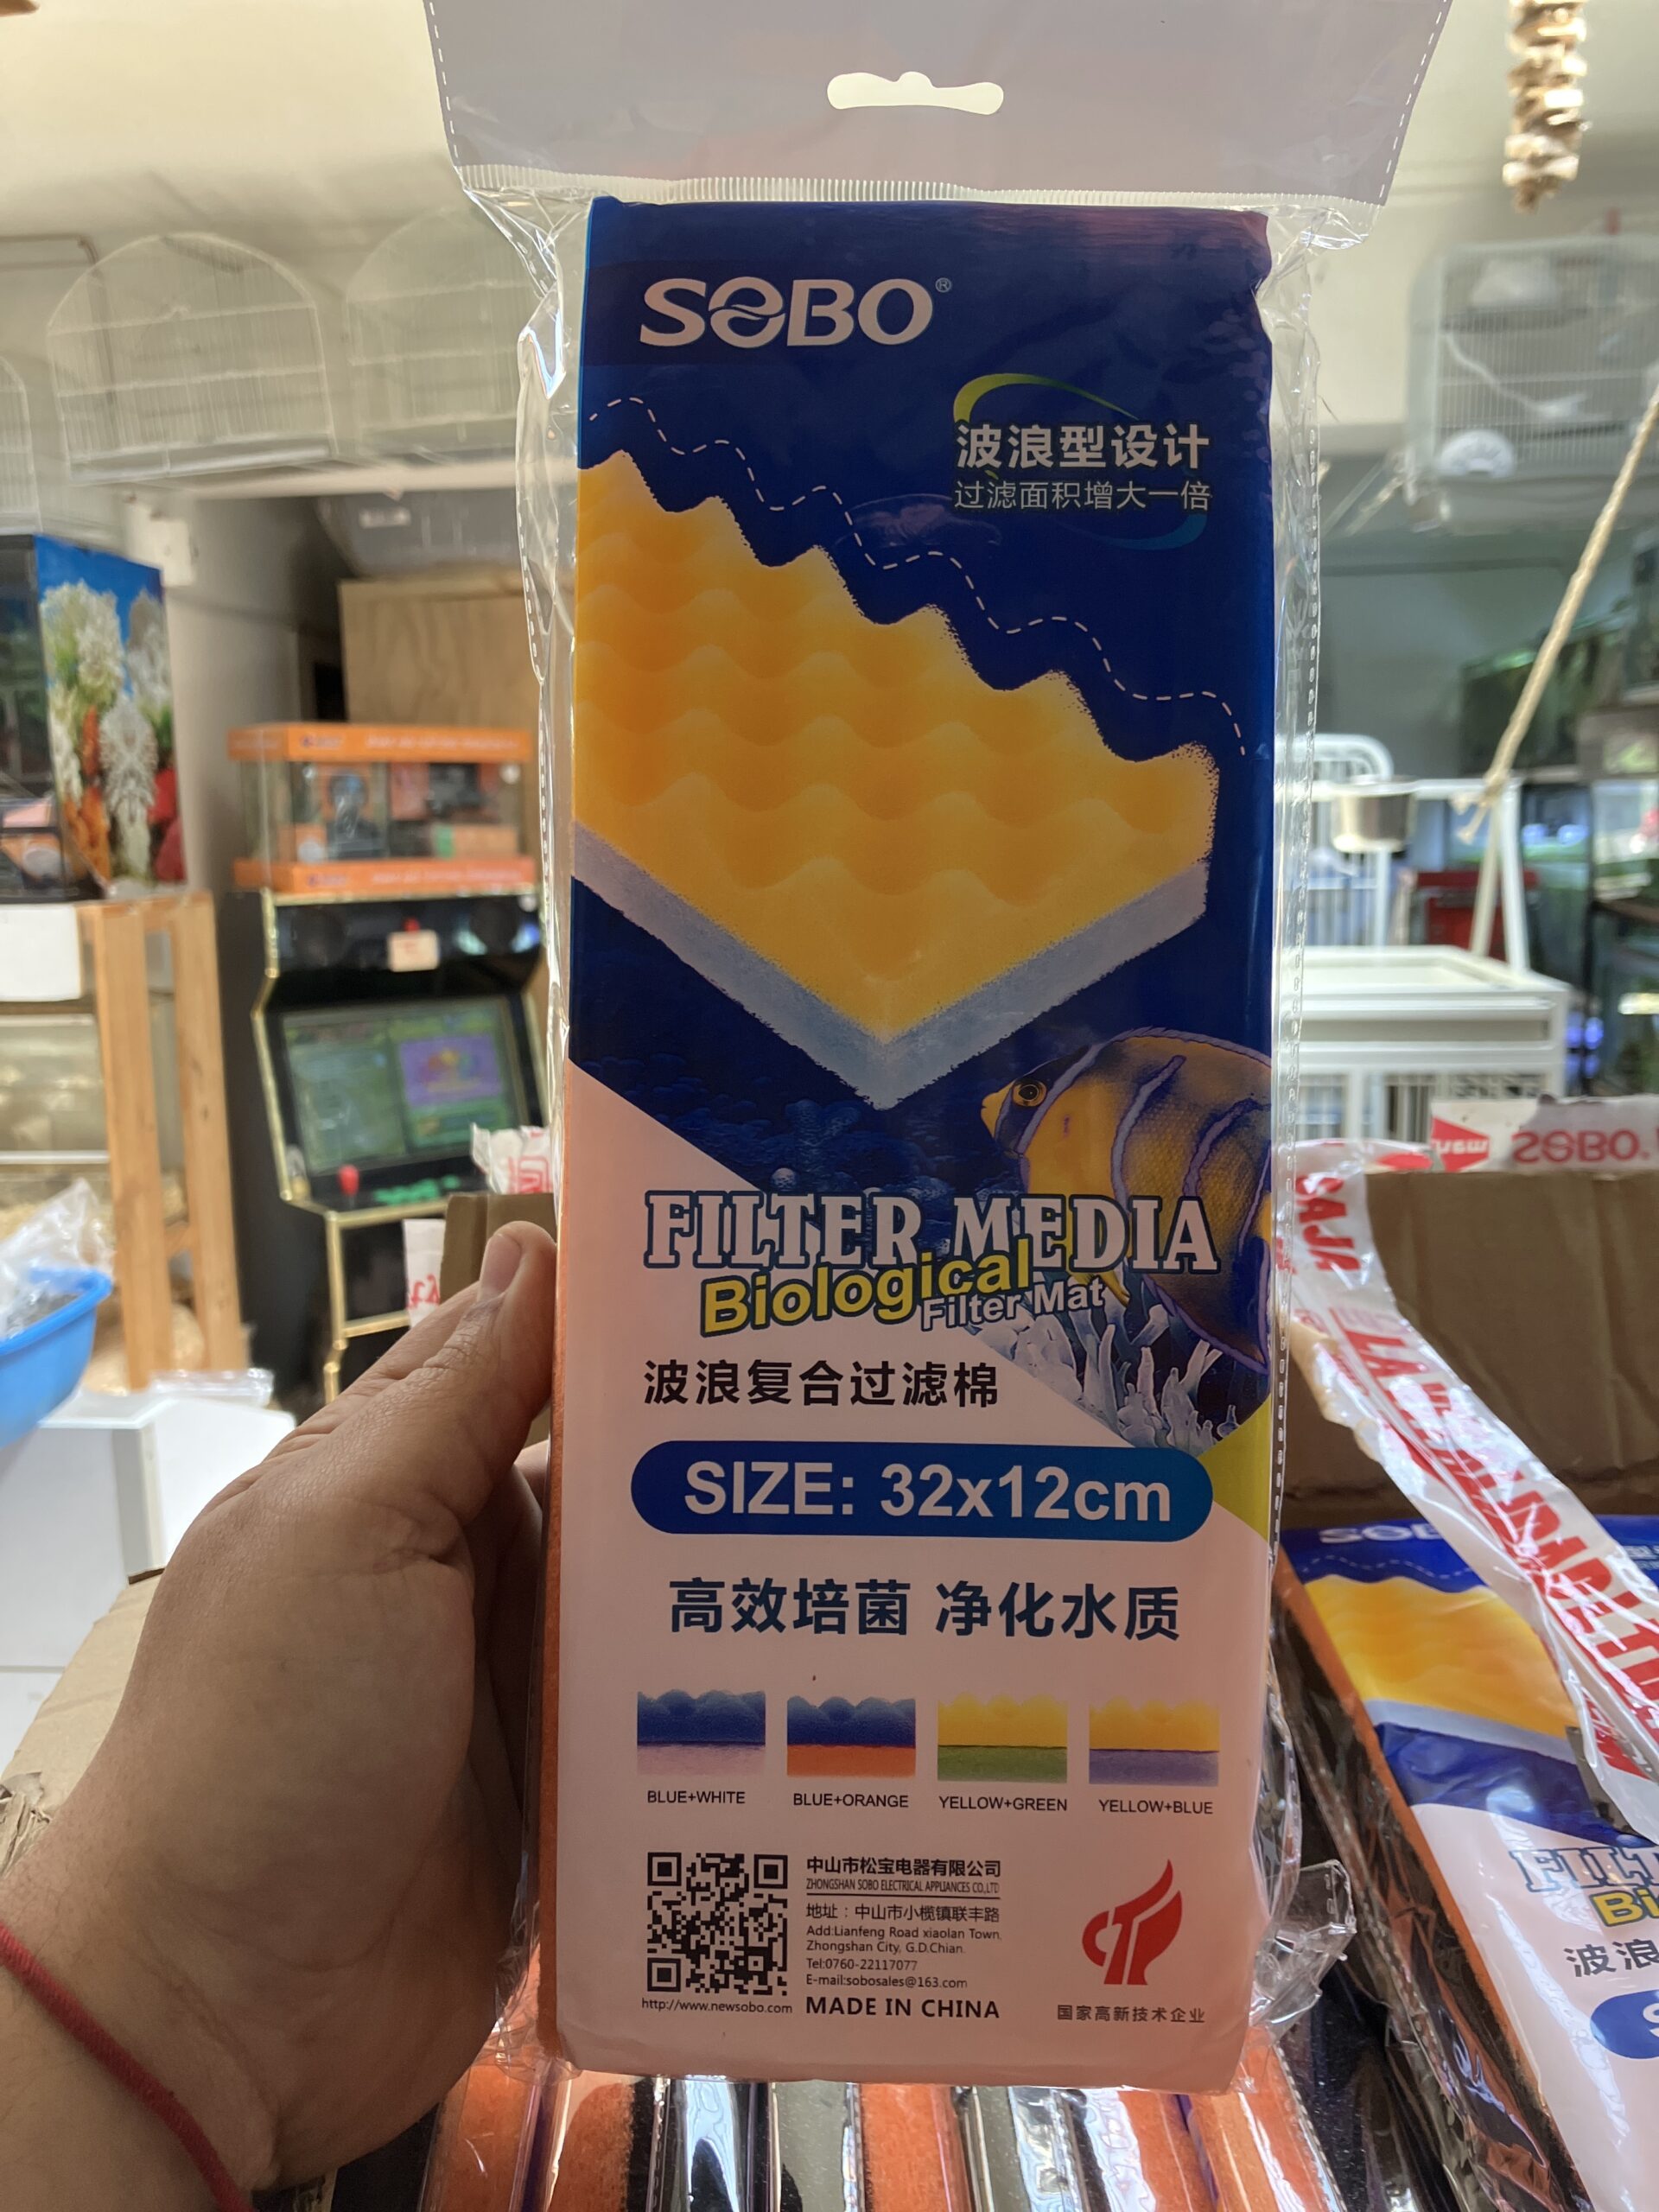 SOBO®
波浪型设计
过滤面积增大一倍
FILTER MEDIA
Biological
Filter Mat
波浪复合过滤棉
SIZE: 32x12cm
高效培菌 净化水质
BLUE+WHITE
BLUE+ORANGE
YELLOW+GREEN
YELLOW+BLUE
中山市松宝电器有限公司
ZHONGSHAN SOBO ELECTRICAL APPLIANCES CO.,LTD
地址：中山市小榄镇联丰路
Add:Lianfeng Road xiaolan Town,
Zhongshan City, G.D.Chian.
Tel:0760-22117077
E-mail:sobosales@163.com
http://www.newsobo.com
MADE IN CHINA
国家高新技术企业
SOBO
波浪